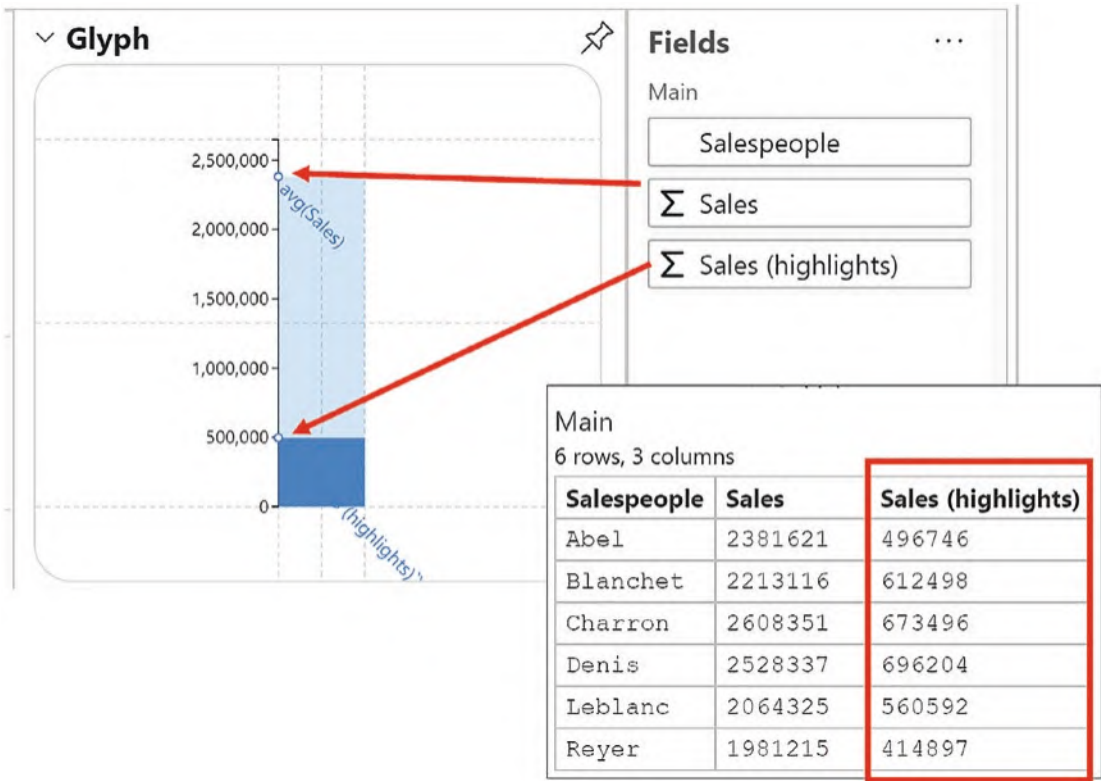 Glyph
2,500,000
avg(Sales)
2,000,000
1,500,000
1,000,000
500,000
0
(highlights)
Fields
...
Main
Salespeople
Σ Sales
Σ Sales (highlights)
Main
6 rows, 3 columns
Salespeople Sales Sales (highlights)
Abel 2381621 496746
Blanchet 2213116 612498
Charron 2608351 673496
Denis 2528337 696204
Leblanc 2064325 560592
Reyer 1981215 414897